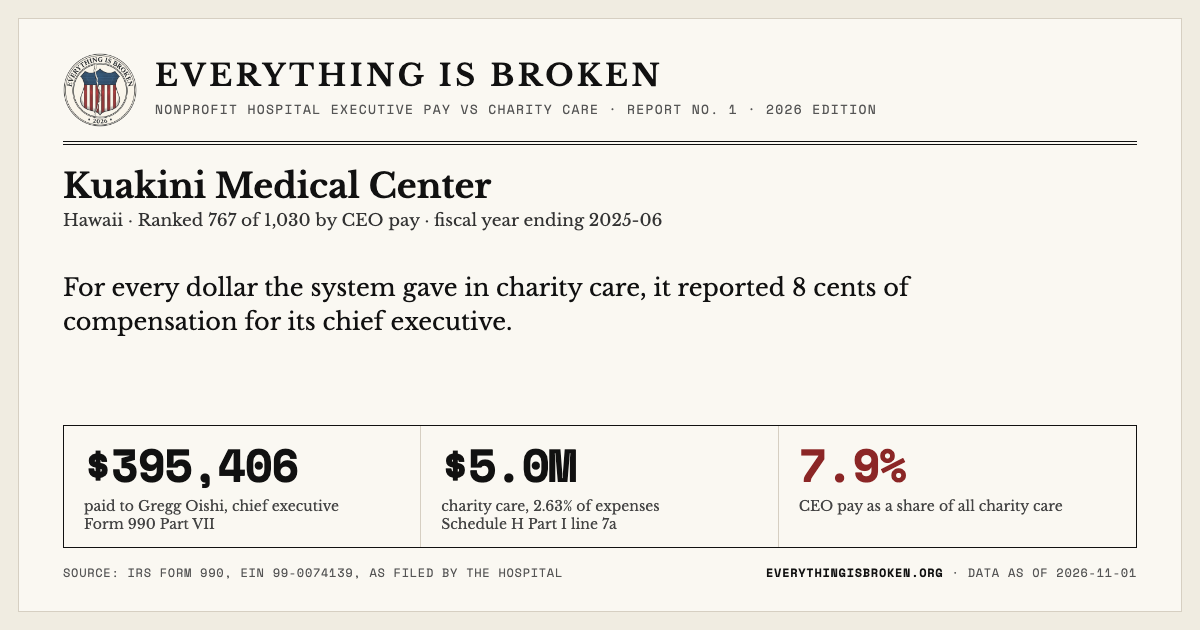 EVERYTHING IS BROKEN
2026
EVERYTHING IS BROKEN
NONPROFIT HOSPITAL EXECUTIVE PAY VS CHARITY CARE · REPORT NO. 1 · 2026 EDITION
Kuakini Medical Center
Hawaii · Ranked 767 of 1,030 by CEO pay · fiscal year ending 2025-06
For every dollar the system gave in charity care, it reported 8 cents of
compensation for its chief executive.
$395,406
paid to Gregg Oishi, chief executive
Form 990 Part VII
$5.0M
charity care, 2.63% of expenses
Schedule H Part I line 7a
7.9%
CEO pay as a share of all charity care
SOURCE: IRS FORM 990, EIN 99-0074139, AS FILED BY THE HOSPITAL
EVERYTHINGISBROKEN.ORG · DATA AS OF 2026-11-01